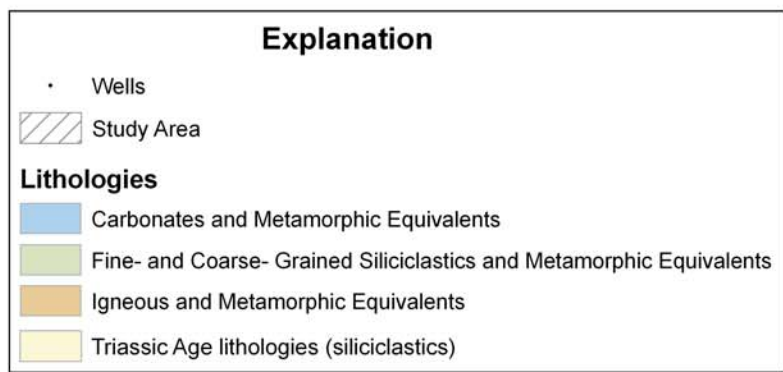 Explanation
Wells
Study Area
Lithologies
Carbonates and Metamorphic Equivalents
Fine- and Coarse- Grained Siliciclastics and Metamorphic Equivalents
Igneous and Metamorphic Equivalents
Triassic Age lithologies (siliciclastics)